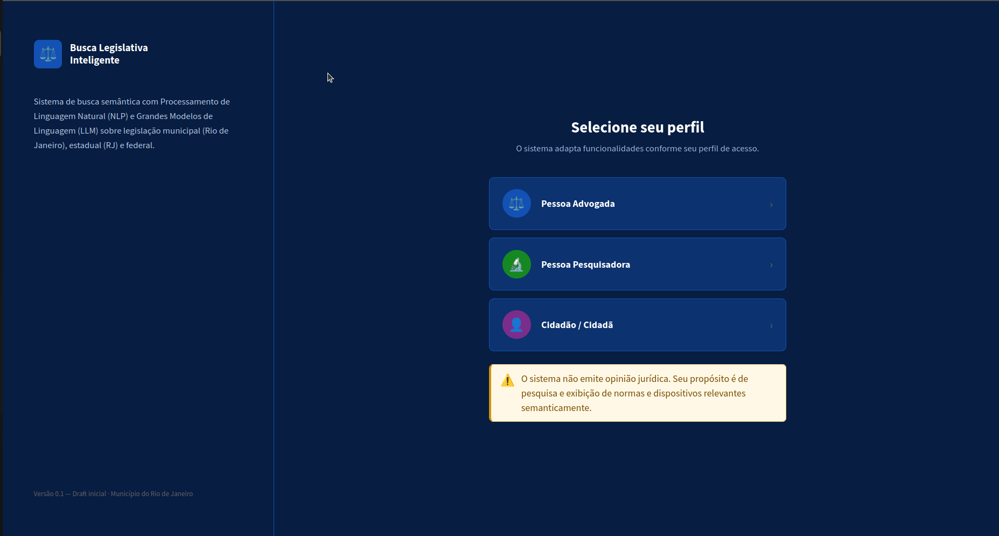 Busca Legislativa
Inteligente
Sistema de busca semântica com Processamento de
Linguagem Natural (NLP) e Grandes Modelos de
Linguagem (LLM) sobre legislação municipal (Rio de
Janeiro), estadual (RJ) e federal.
Versão 0.1 — Draft inicial · Município do Rio de Janeiro
Selecione seu perfil
O sistema adapta funcionalidades conforme seu perfil de acesso.
Pessoa Advogada
Pessoa Pesquisadora
Cidadão / Cidadã
O sistema não emite opinião jurídica. Seu propósito é de
pesquisa e exibição de normas e dispositivos relevantes
semanticamente.